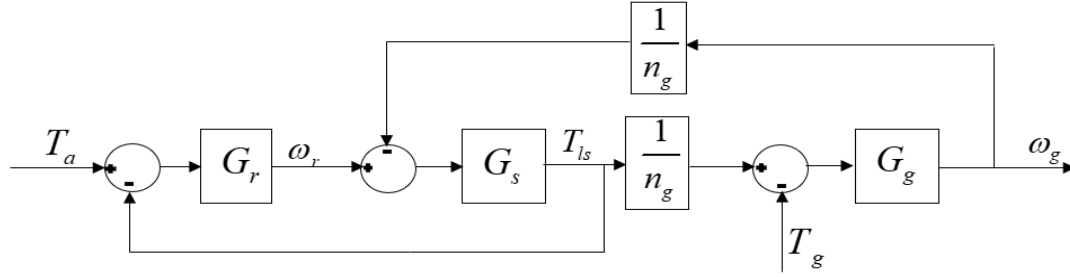 1
n_g
-
T_a
+
-
G_r
ω_r
+
G_s
T_ls
1
n_g
+
-
G_g
ω_g
T_g